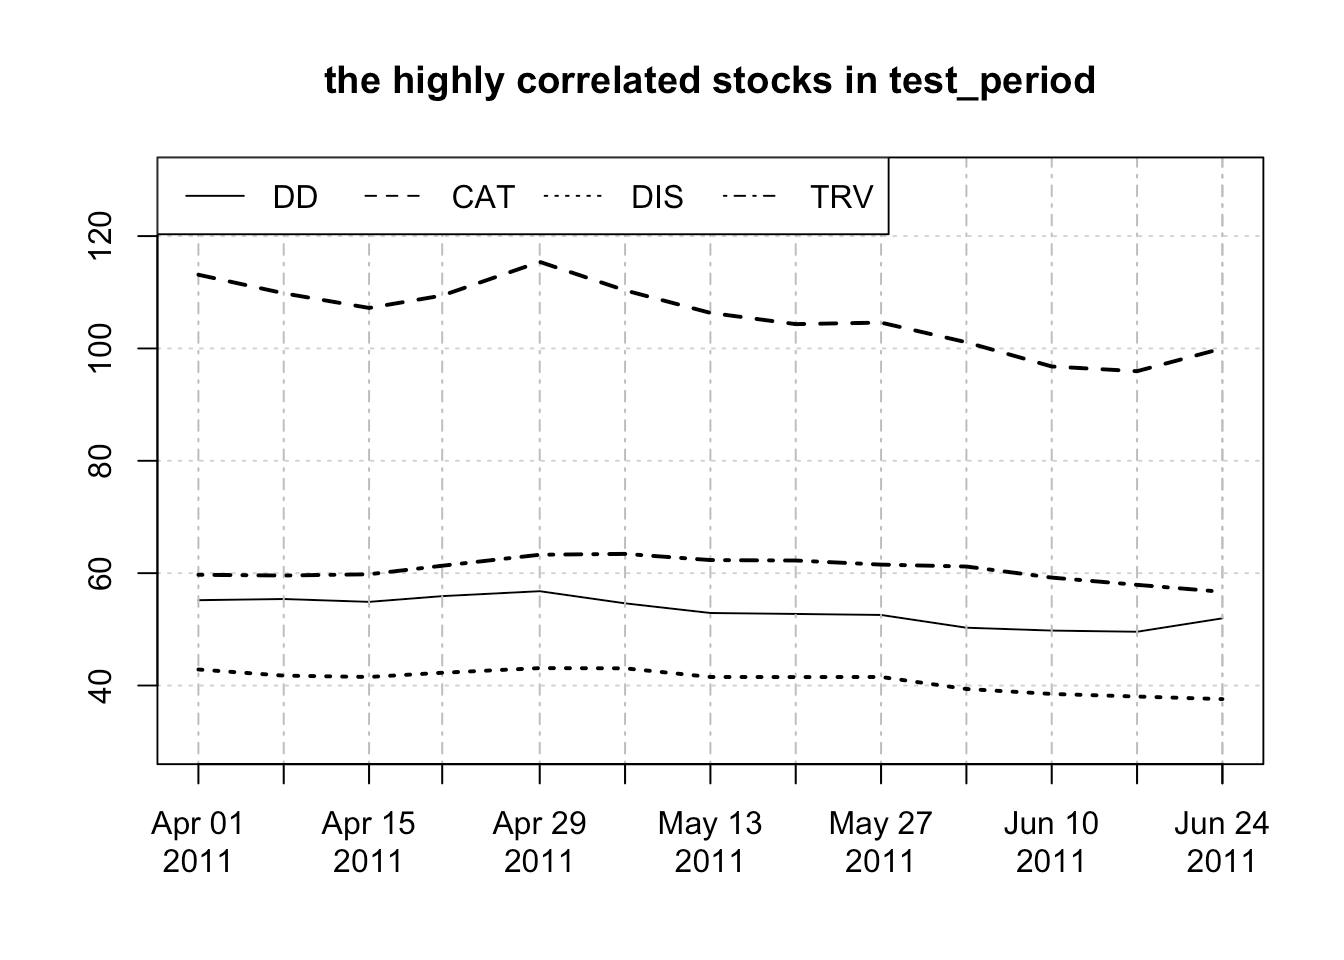 the highly correlated stocks in test_period
DD CAT DIS TRV
120
100
80
60
40
Apr 01 Apr 15 Apr 29 May 13 May 27 Jun 10 Jun 24
2011 2011 2011 2011 2011 2011 2011